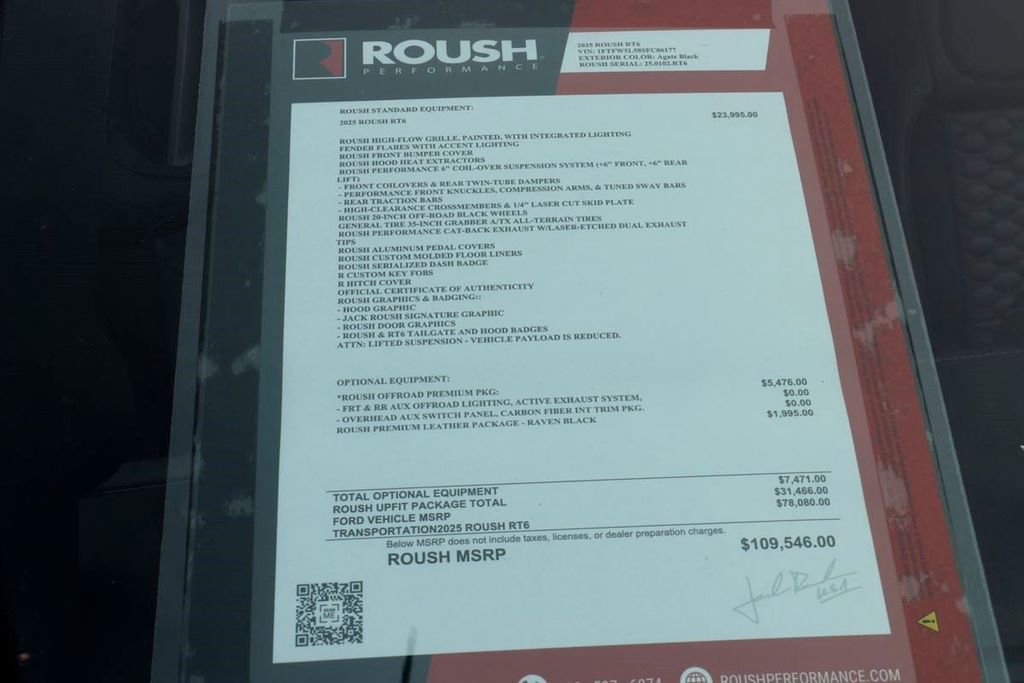 ROUSH
PERFORMANCE
2025 ROUSH RT6
VIN: 1FTFW5L58SFC06177
EXTERIOR COLOR: Agate Black
ROUSH SERIAL: 25.0102.RT6
ROUSH STANDARD EQUIPMENT:
2025 ROUSH RT6 $23,995.00
ROUSH HIGH-FLOW GRILLE, PAINTED, WITH INTEGRATED LIGHTING
FENDER FLARES WITH ACCENT LIGHTING
ROUSH FRONT BUMPER COVER
ROUSH HOOD HEAT EXTRACTORS
ROUSH PERFORMANCE 6" COIL-OVER SUSPENSION SYSTEM (+6" FRONT, +6" REAR
LIFT)
- FRONT COILOVERS & REAR TWIN-TUBE DAMPERS
- PERFORMANCE FRONT KNUCKLES, COMPRESSION ARMS, & TUNED SWAY BARS
- REAR TRACTION BARS
- HIGH-CLEARANCE CROSSMEMBERS & 1/4" LASER CUT SKID PLATE
ROUSH 20-INCH OFF-ROAD BLACK WHEELS
GENERAL TIRE 35-INCH GRABBER A/TX ALL-TERRAIN TIRES
ROUSH PERFORMANCE CAT-BACK EXHAUST W/LASER-ETCHED DUAL EXHAUST
TIPS
ROUSH ALUMINUM PEDAL COVERS
ROUSH CUSTOM MOLDED FLOOR LINERS
ROUSH SERIALIZED DASH BADGE
R CUSTOM KEY FOBS
R HITCH COVER
OFFICIAL CERTIFICATE OF AUTHENTICITY
ROUSH GRAPHICS & BADGING::
- HOOD GRAPHIC
- JACK ROUSH SIGNATURE GRAPHIC
- ROUSH DOOR GRAPHICS
- ROUSH & RT6 TAILGATE AND HOOD BADGES
ATTN: LIFTED SUSPENSION - VEHICLE PAYLOAD IS REDUCED.
OPTIONAL EQUIPMENT:
*ROUSH OFFROAD PREMIUM PKG: $5,476.00
- FRT & RR AUX OFFROAD LIGHTING, ACTIVE EXHAUST SYSTEM, $0.00
- OVERHEAD AUX SWITCH PANEL, CARBON FIBER INT TRIM PKG. $0.00
ROUSH PREMIUM LEATHER PACKAGE - RAVEN BLACK $1,995.00
TOTAL OPTIONAL EQUIPMENT $7,471.00
ROUSH UPFIT PACKAGE TOTAL $31,466.00
FORD VEHICLE MSRP $78,080.00
TRANSPORTATION2025 ROUSH RT6
Below MSRP does not include taxes, licenses, or dealer preparation charges.
ROUSH MSRP $109,546.00
USA
ROUSHPERFORMANCE.COM